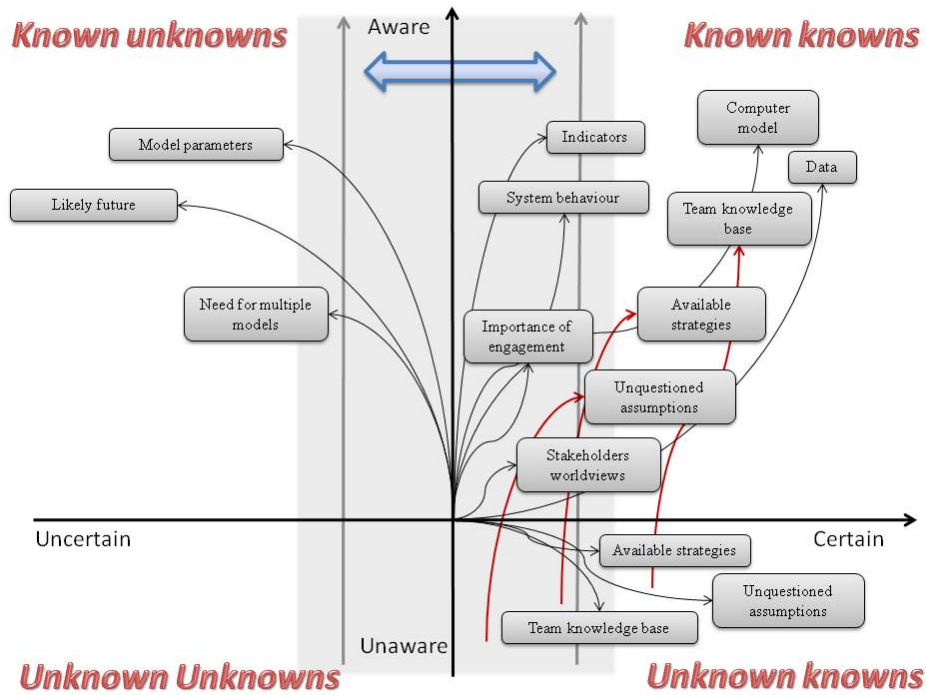 Known unknowns
Aware
Known knowns
Computer
model
Indicators
Model parameters
Data
System behaviour
Likely future
Team knowledge
base
Need for multiple
models
Available
strategies
Importance of
engagement
Unquestioned
assumptions
Stakeholders
worldviews
Uncertain
Certain
Available strategies
Unquestioned
assumptions
Team knowledge base
Unaware
Unknown Unknowns
Unknown knowns